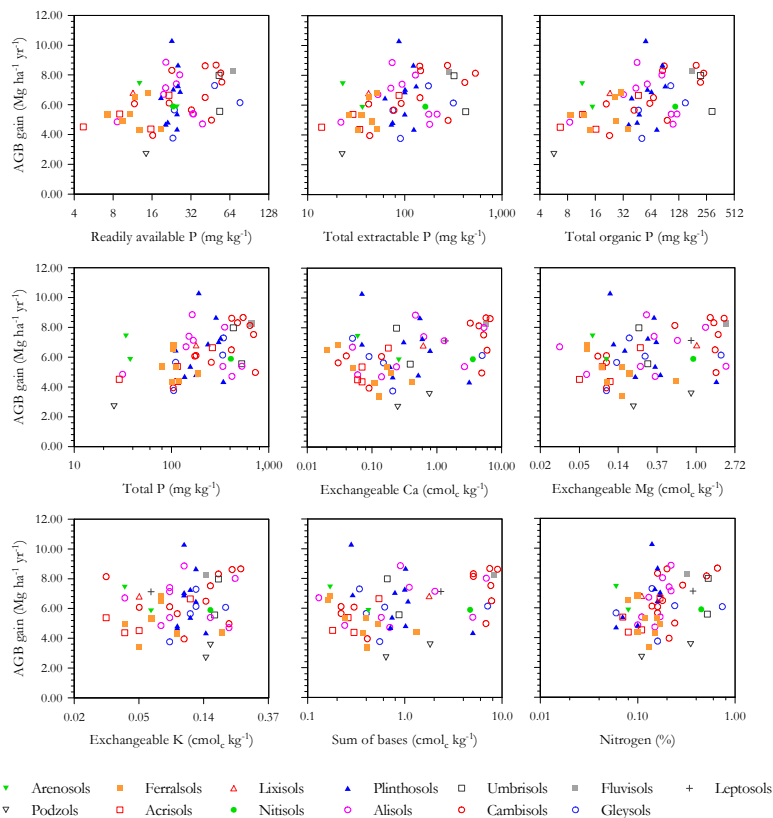 12.00
10.00
8.00
6.00
4.00
2.00
0.00
AGB gain (Mg ha-1 yr-1)
4 8 16 32 64 128
10 100 1,000
4 8 16 32 64 128 256 512
Readily available P (mg kg-1)
Total extractable P (mg kg-1)
Total organic P (mg kg-1)
12.00
10.00
8.00
6.00
4.00
2.00
0.00
AGB gain (Mg ha-1 yr-1)
10 100 1,000
0.01 0.10 1.00 10.00
0.02 0.05 0.14 0.37 1.00 2.72
Total P (mg kg-1)
Exchangeable Ca (cmolc kg-1)
Exchangeable Mg (cmolc kg-1)
12.00
10.00
8.00
6.00
4.00
2.00
0.00
AGB gain (Mg ha-1 yr-1)
0.02 0.05 0.14 0.37
0.1 1.0 10.0
0.01 0.10 1.00
Exchangeable K (cmolc kg-1)
Sum of bases (cmolc kg-1)
Nitrogen (%)
Arenosols Ferralsols Lixisols Plinthosols Umbrisols Fluvisols Leptosols
Podzols Acrisols Nitisols Alisols Cambisols Gleysols